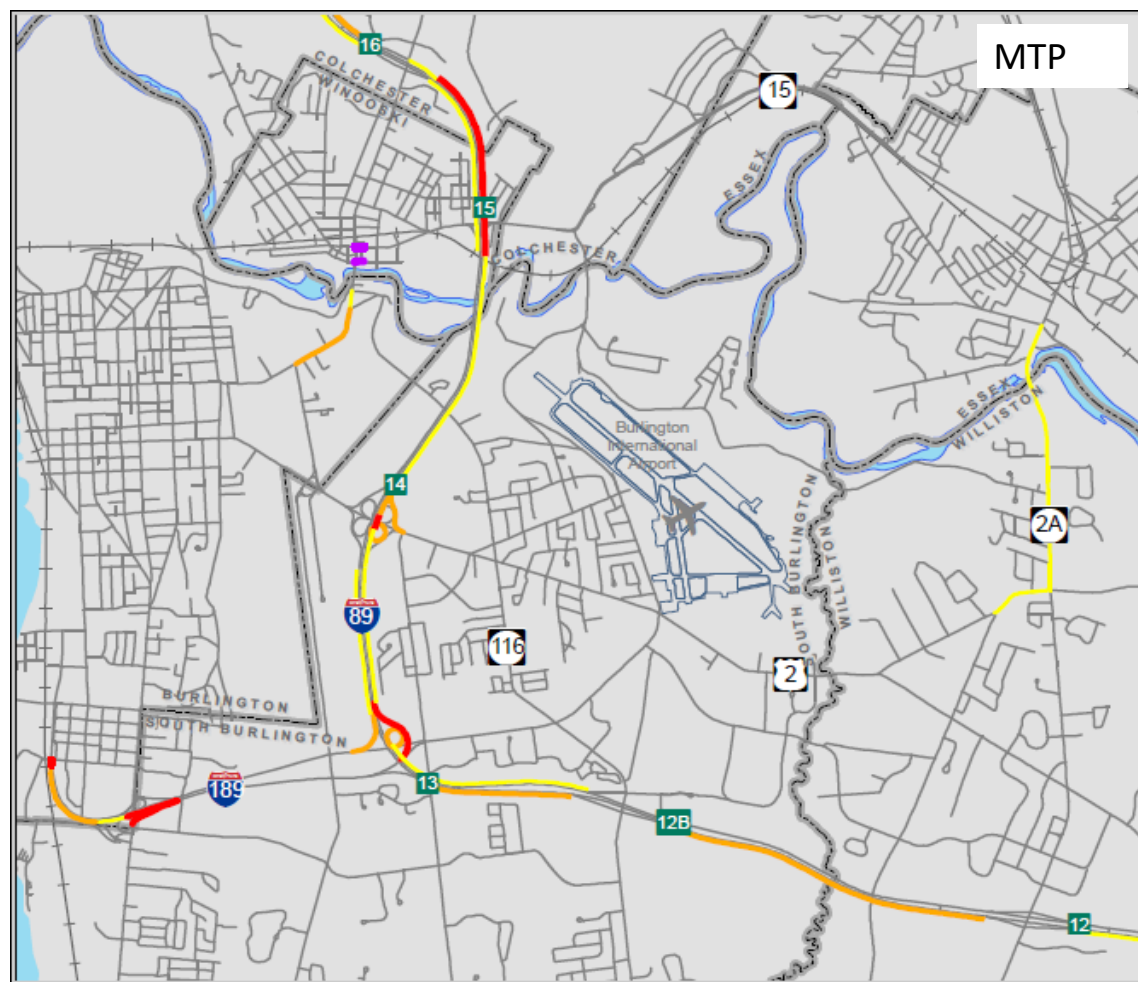 MTP
16
COLCHESTER
WINOOSKI
15
ESSEX
15
COLCHESTER
ESSEX
WILLISTON
Burlington
International
Airport
14
2A
SOUTH BURLINGTON
WILLISTON
89
116
2
BURLINGTON
SOUTH BURLINGTON
189
13
12B
12